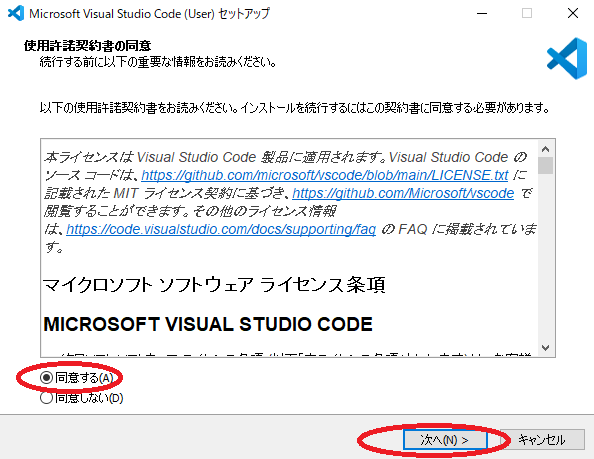 Microsoft Visual Studio Code (User) セットアップ
使用許諾契約書の同意
続行する前に以下の重要な情報をお読みください。
以下の使用許諾契約書をお読みください。インストールを続行するにはこの契約書に同意する必要があります。
本ライセンスは Visual Studio Code 製品に適用されます。Visual Studio Code の
ソース コードは、https://github.com/microsoft/vscode/blob/main/LICENSE.txt に
記載された MIT ライセンス契約に基づき、https://github.com/Microsoft/vscode で
閲覧することができます。その他のライセンス情報
は、https://code.visualstudio.com/docs/supporting/faq の FAQ に掲載されていま
す。
マイクロソフト ソフトウェア ライセンス条項
MICROSOFT VISUAL STUDIO CODE
同意する(A)
同意しない(D)
次へ(N) >
キャンセル